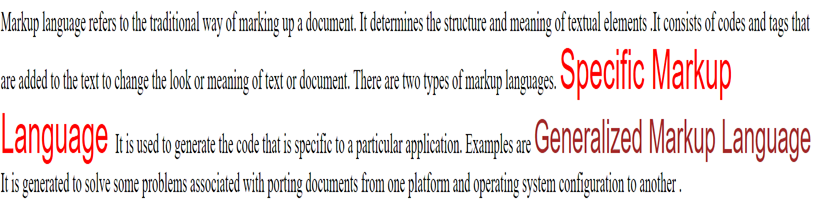 Markup language refers to the traditional way of marking up a document. It determines the structure and meaning of textual elements .It consists of codes and tags that
are added to the text to change the look or meaning of text or document. There are two types of markup languages. Specific Markup
Language It is used to generate the code that is specific to a particular application. Examples are Generalized Markup Language
It is generated to solve some problems associated with porting documents from one platform and operating system configuration to another .